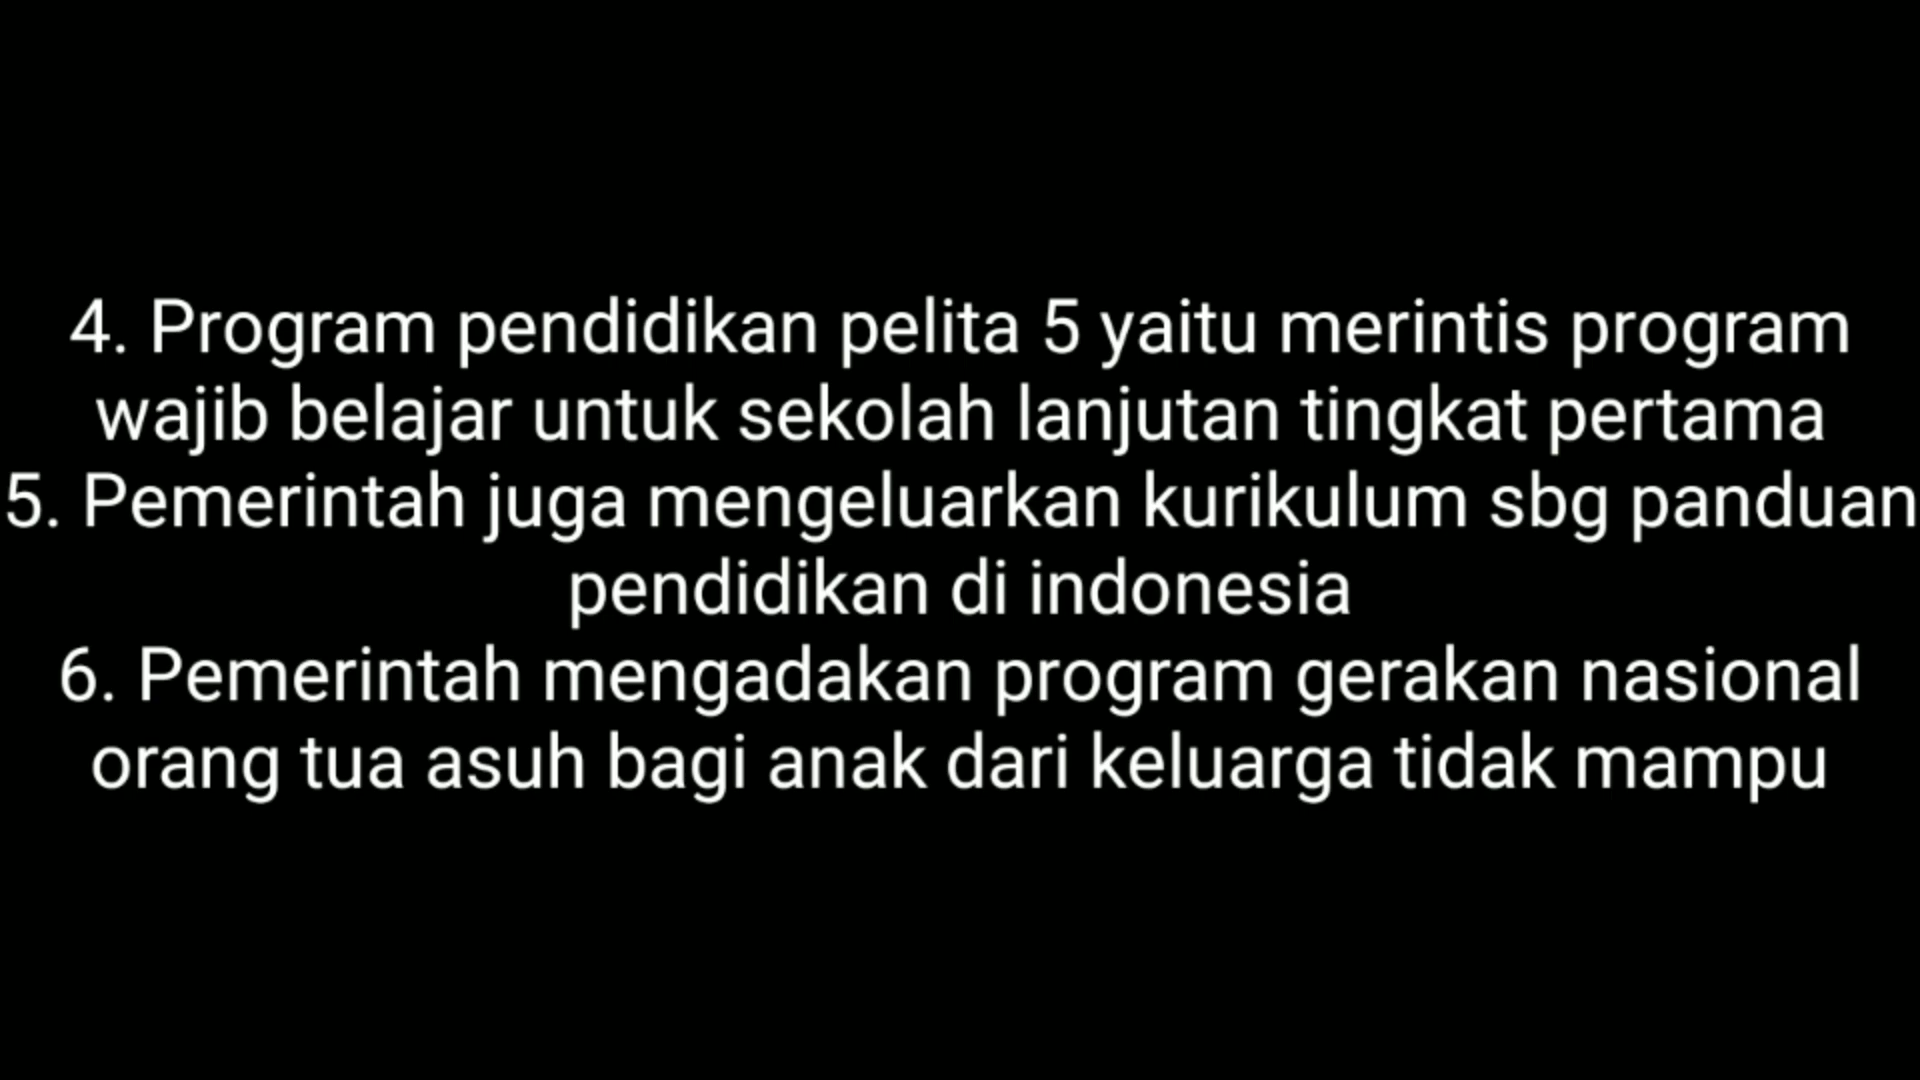 4. Program pendidikan pelita 5 yaitu merintis program
wajib belajar untuk sekolah lanjutan tingkat pertama
5. Pemerintah juga mengeluarkan kurikulum sbg panduan
pendidikan di indonesia
6. Pemerintah mengadakan program gerakan nasional
orang tua asuh bagi anak dari keluarga tidak mampu